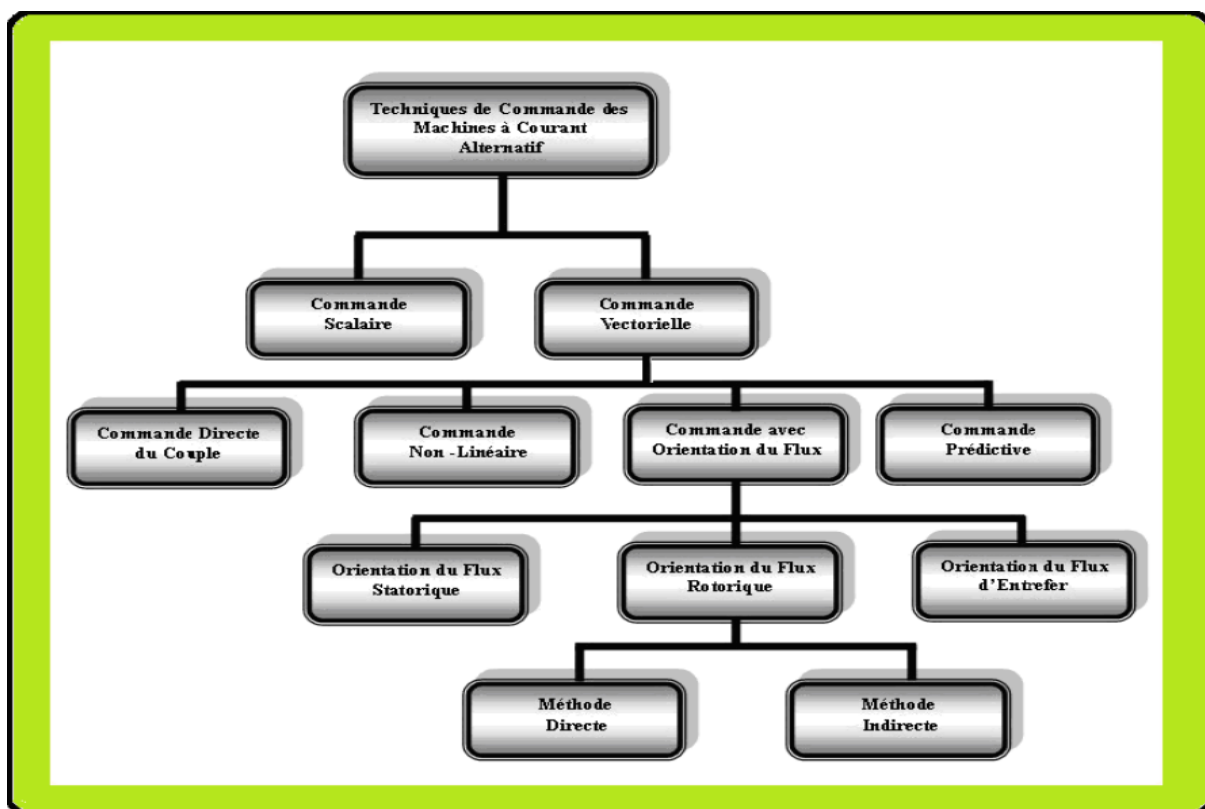 Techniques de Commande des
Machines à Courant
Alternatif
Commande
Scalaire
Commande
Vectorielle
Commande Directe
du Couple
Commande
Non -Linéaire
Commande avec
Orientation du Flux
Commande
Prédictive
Orientation du Flux
Statorique
Orientation du Flux
Rotorique
Orientation du Flux
d'Entrefer
Méthode
Directe
Méthode
Indirecte